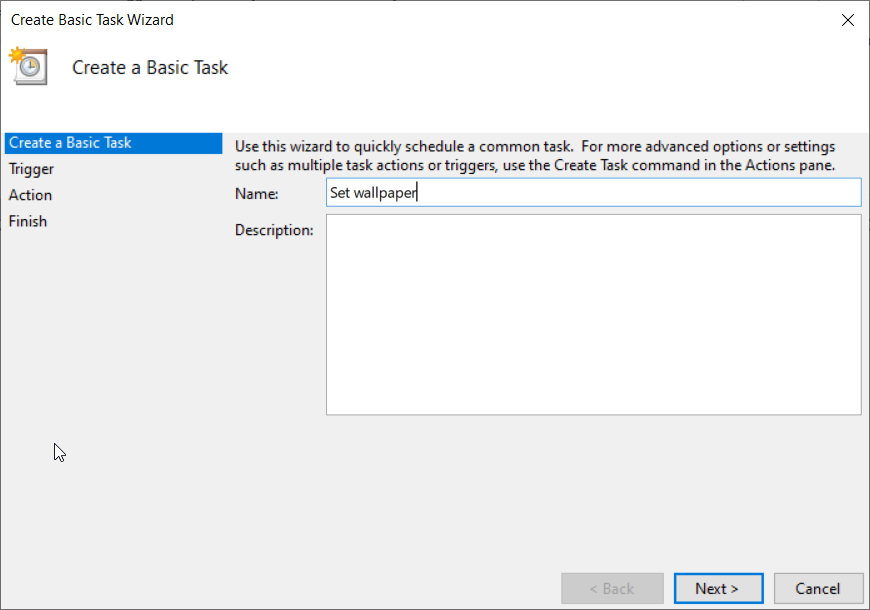 Create Basic Task Wizard
Create a Basic Task
Create a Basic Task
Trigger
Action
Finish
Use this wizard to quickly schedule a common task.  For more advanced options or settings
such as multiple task actions or triggers, use the Create Task command in the Actions pane.
Name:
Set wallpaper
Description:
< Back
Next >
Cancel